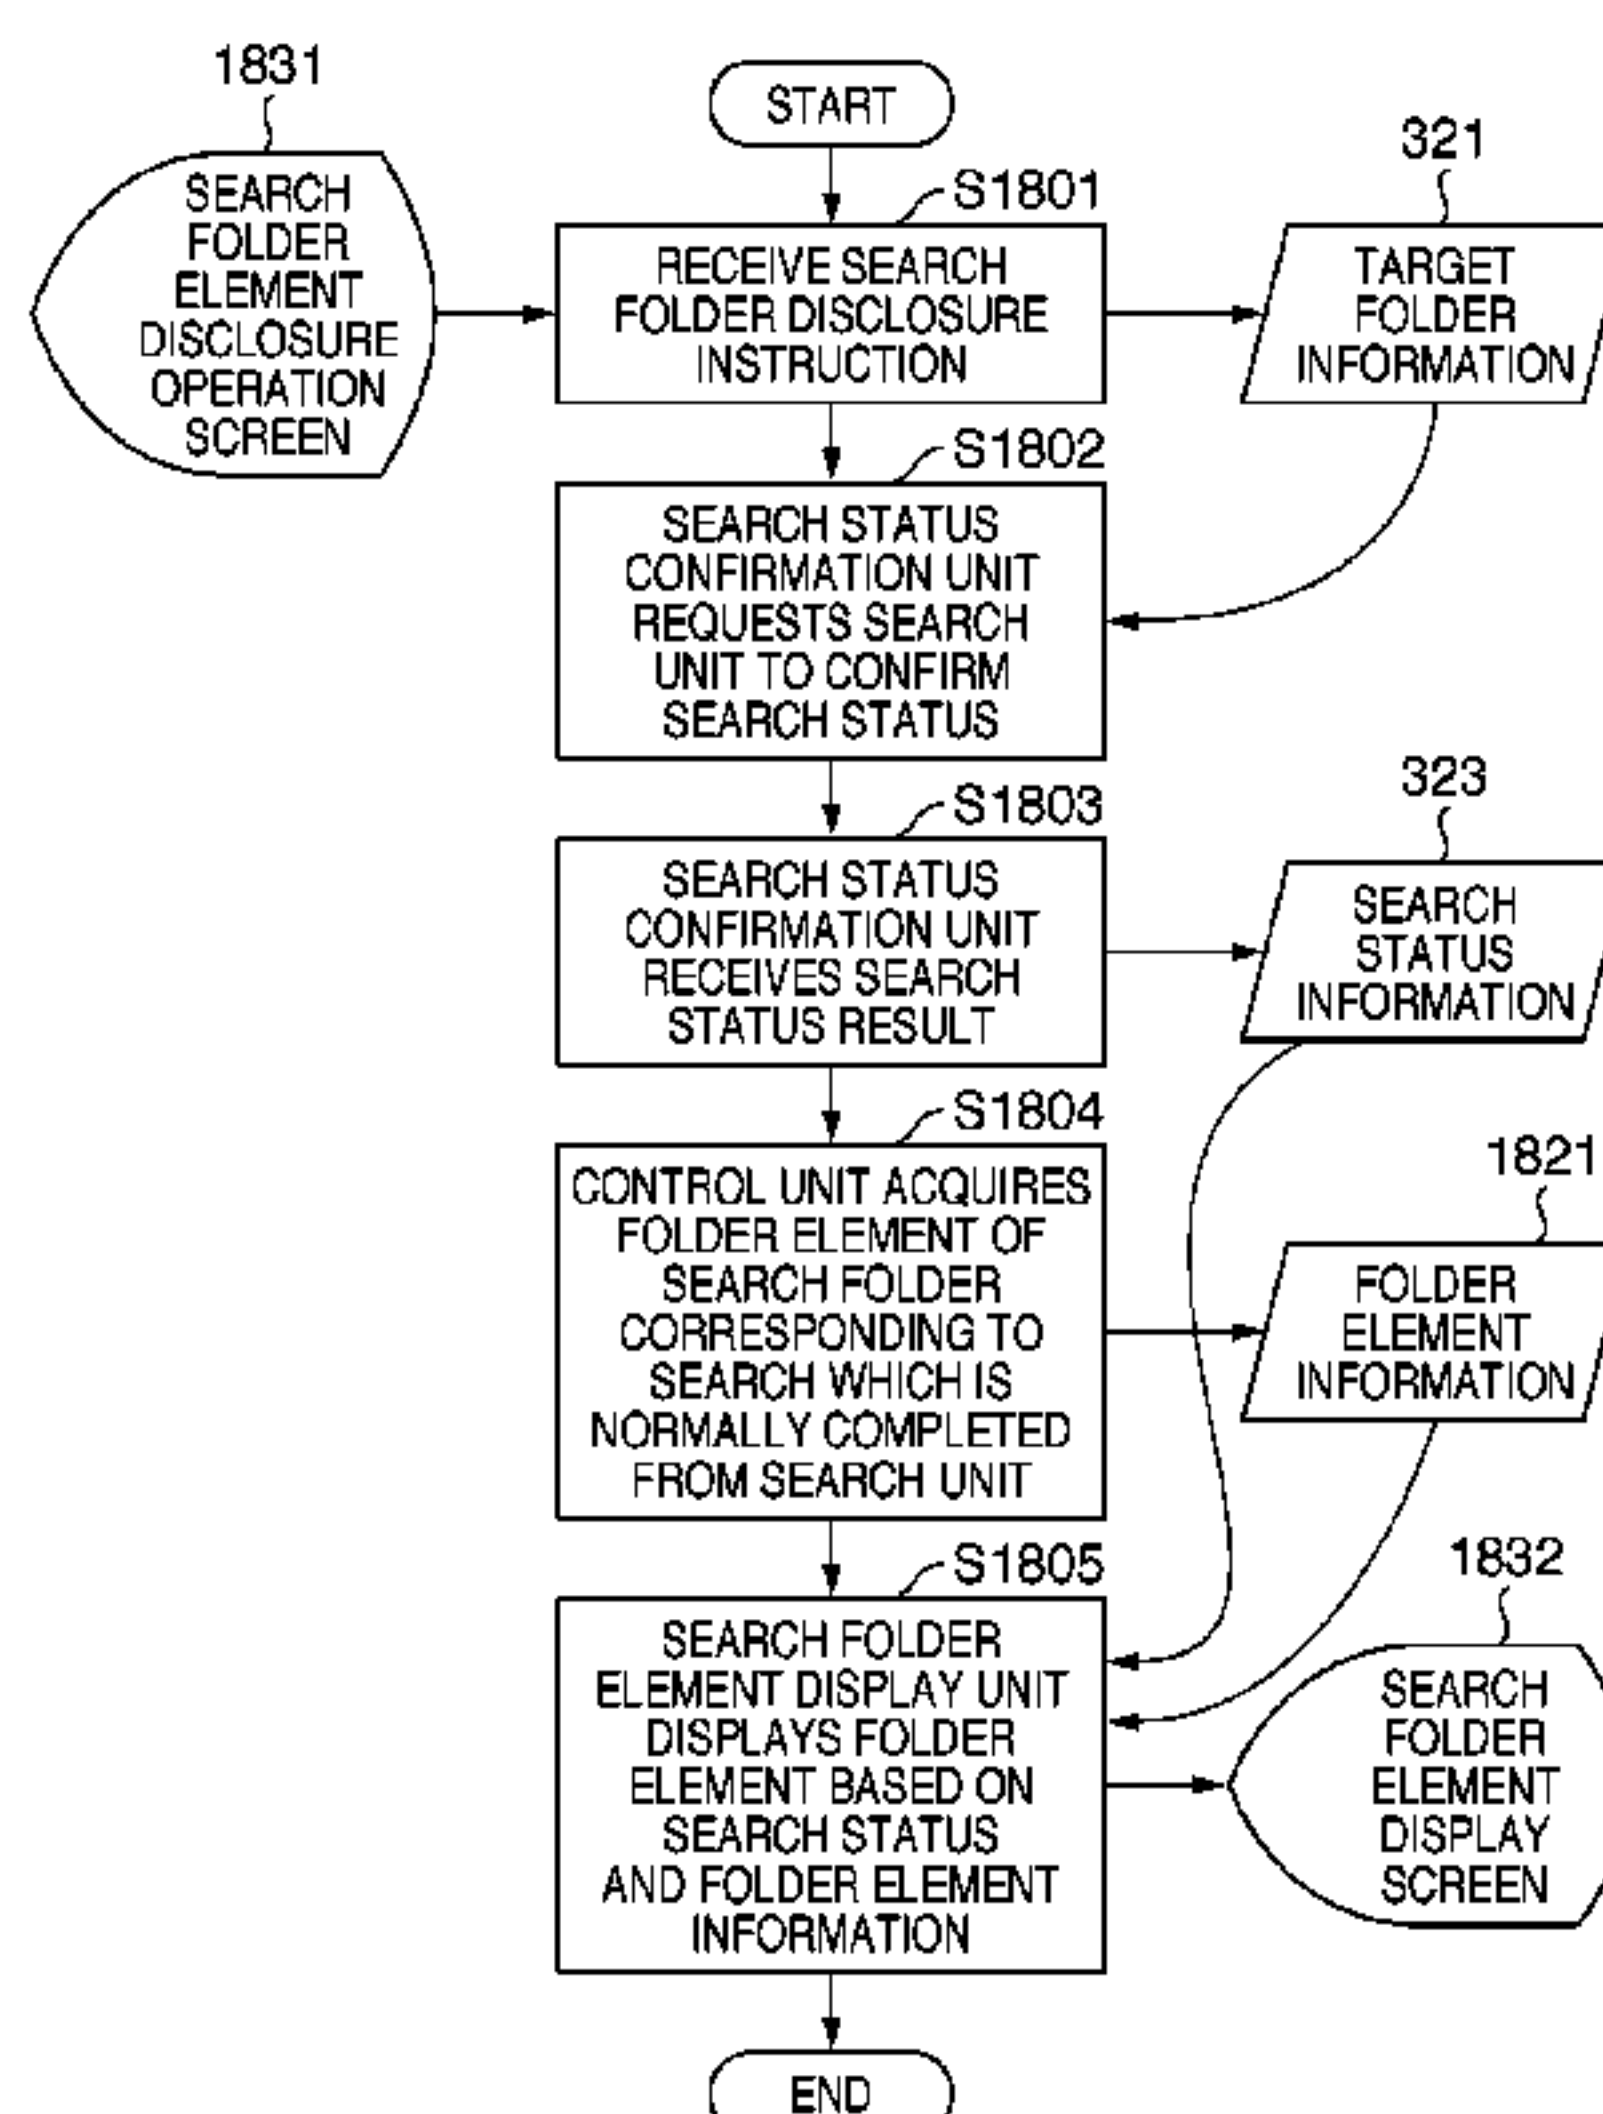 1831
SEARCH
FOLDER
ELEMENT
DISCLOSURE
OPERATION
SCREEN
START
S1801
RECEIVE SEARCH
FOLDER DISCLOSURE
INSTRUCTION
321
TARGET
FOLDER
INFORMATION
S1802
SEARCH STATUS
CONFIRMATION UNIT
REQUESTS SEARCH
UNIT TO CONFIRM
SEARCH STATUS
S1803
SEARCH STATUS
CONFIRMATION UNIT
RECEIVES SEARCH
STATUS RESULT
323
SEARCH
STATUS
INFORMATION
S1804
CONTROL UNIT ACQUIRES
FOLDER ELEMENT OF
SEARCH FOLDER
CORRESPONDING TO
SEARCH WHICH IS
NORMALLY COMPLETED
FROM SEARCH UNIT
1821
FOLDER
ELEMENT
INFORMATION
S1805
SEARCH FOLDER
ELEMENT DISPLAY UNIT
DISPLAYS FOLDER
ELEMENT BASED ON
SEARCH STATUS
AND FOLDER ELEMENT
INFORMATION
1832
SEARCH
FOLDER
ELEMENT
DISPLAY
SCREEN
END